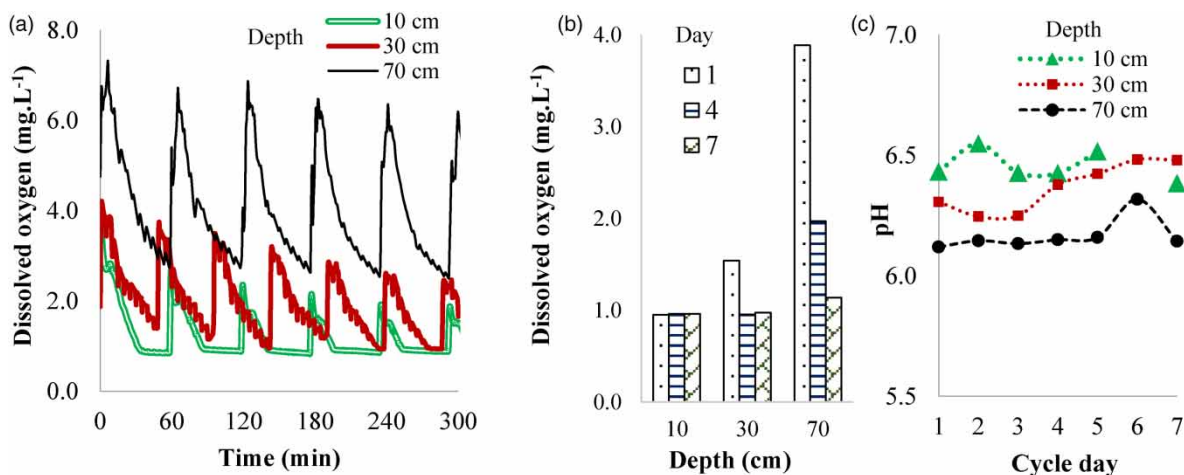 (a)
8.0
6.0
4.0
2.0
0.0
Dissolved oxygen (mg.L-1)
Depth
10 cm
30 cm
70 cm
0 60 120 180 240 300
Time (min)
(b)
4.0
3.0
2.0
1.0
0.0
Dissolved oxygen (mg.L-1)
Day
1
4
7
10 30 70
Depth (cm)
(c)
7.0
6.5
6.0
5.5
pH
Depth
10 cm
30 cm
70 cm
1 2 3 4 5 6 7
Cycle day